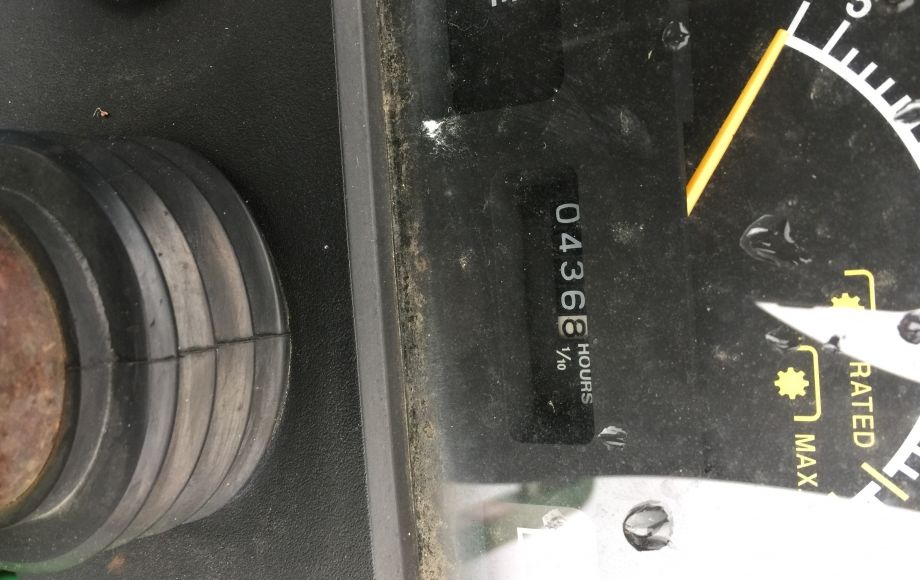 04368
1/10
HOURS
RATED
MAX.